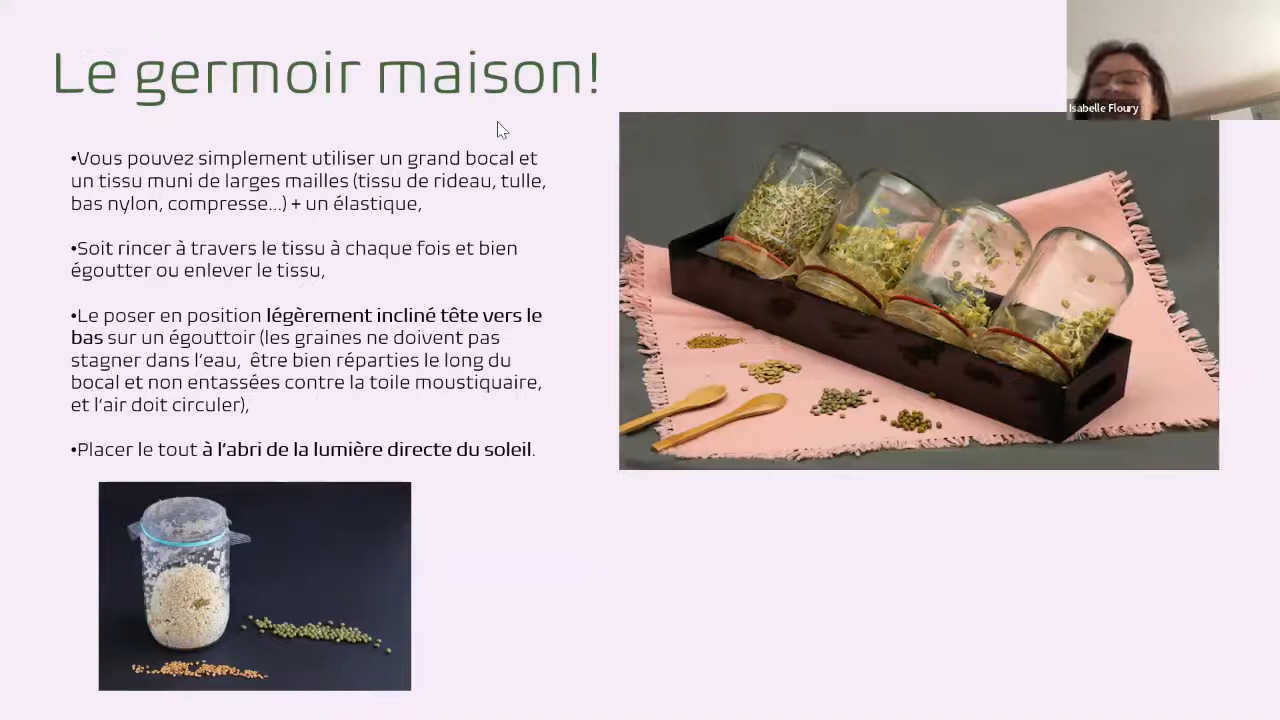 Le germoir maison!
Isabelle Floury
•Vous pouvez simplement utiliser un grand bocal et
un tissu muni de larges mailles (tissu de rideau, tulle,
bas nylon, compresse...) + un élastique,
•Soit rincer à travers le tissu à chaque fois et bien
égoutter ou enlever le tissu,
•Le poser en position légèrement incliné tête vers le
bas sur un égouttoir (les graines ne doivent pas
stagner dans l'eau, être bien réparties le long du
bocal et non entassées contre la toile moustiquaire,
et l'air doit circuler),
•Placer le tout à l'abri de la lumière directe du soleil.